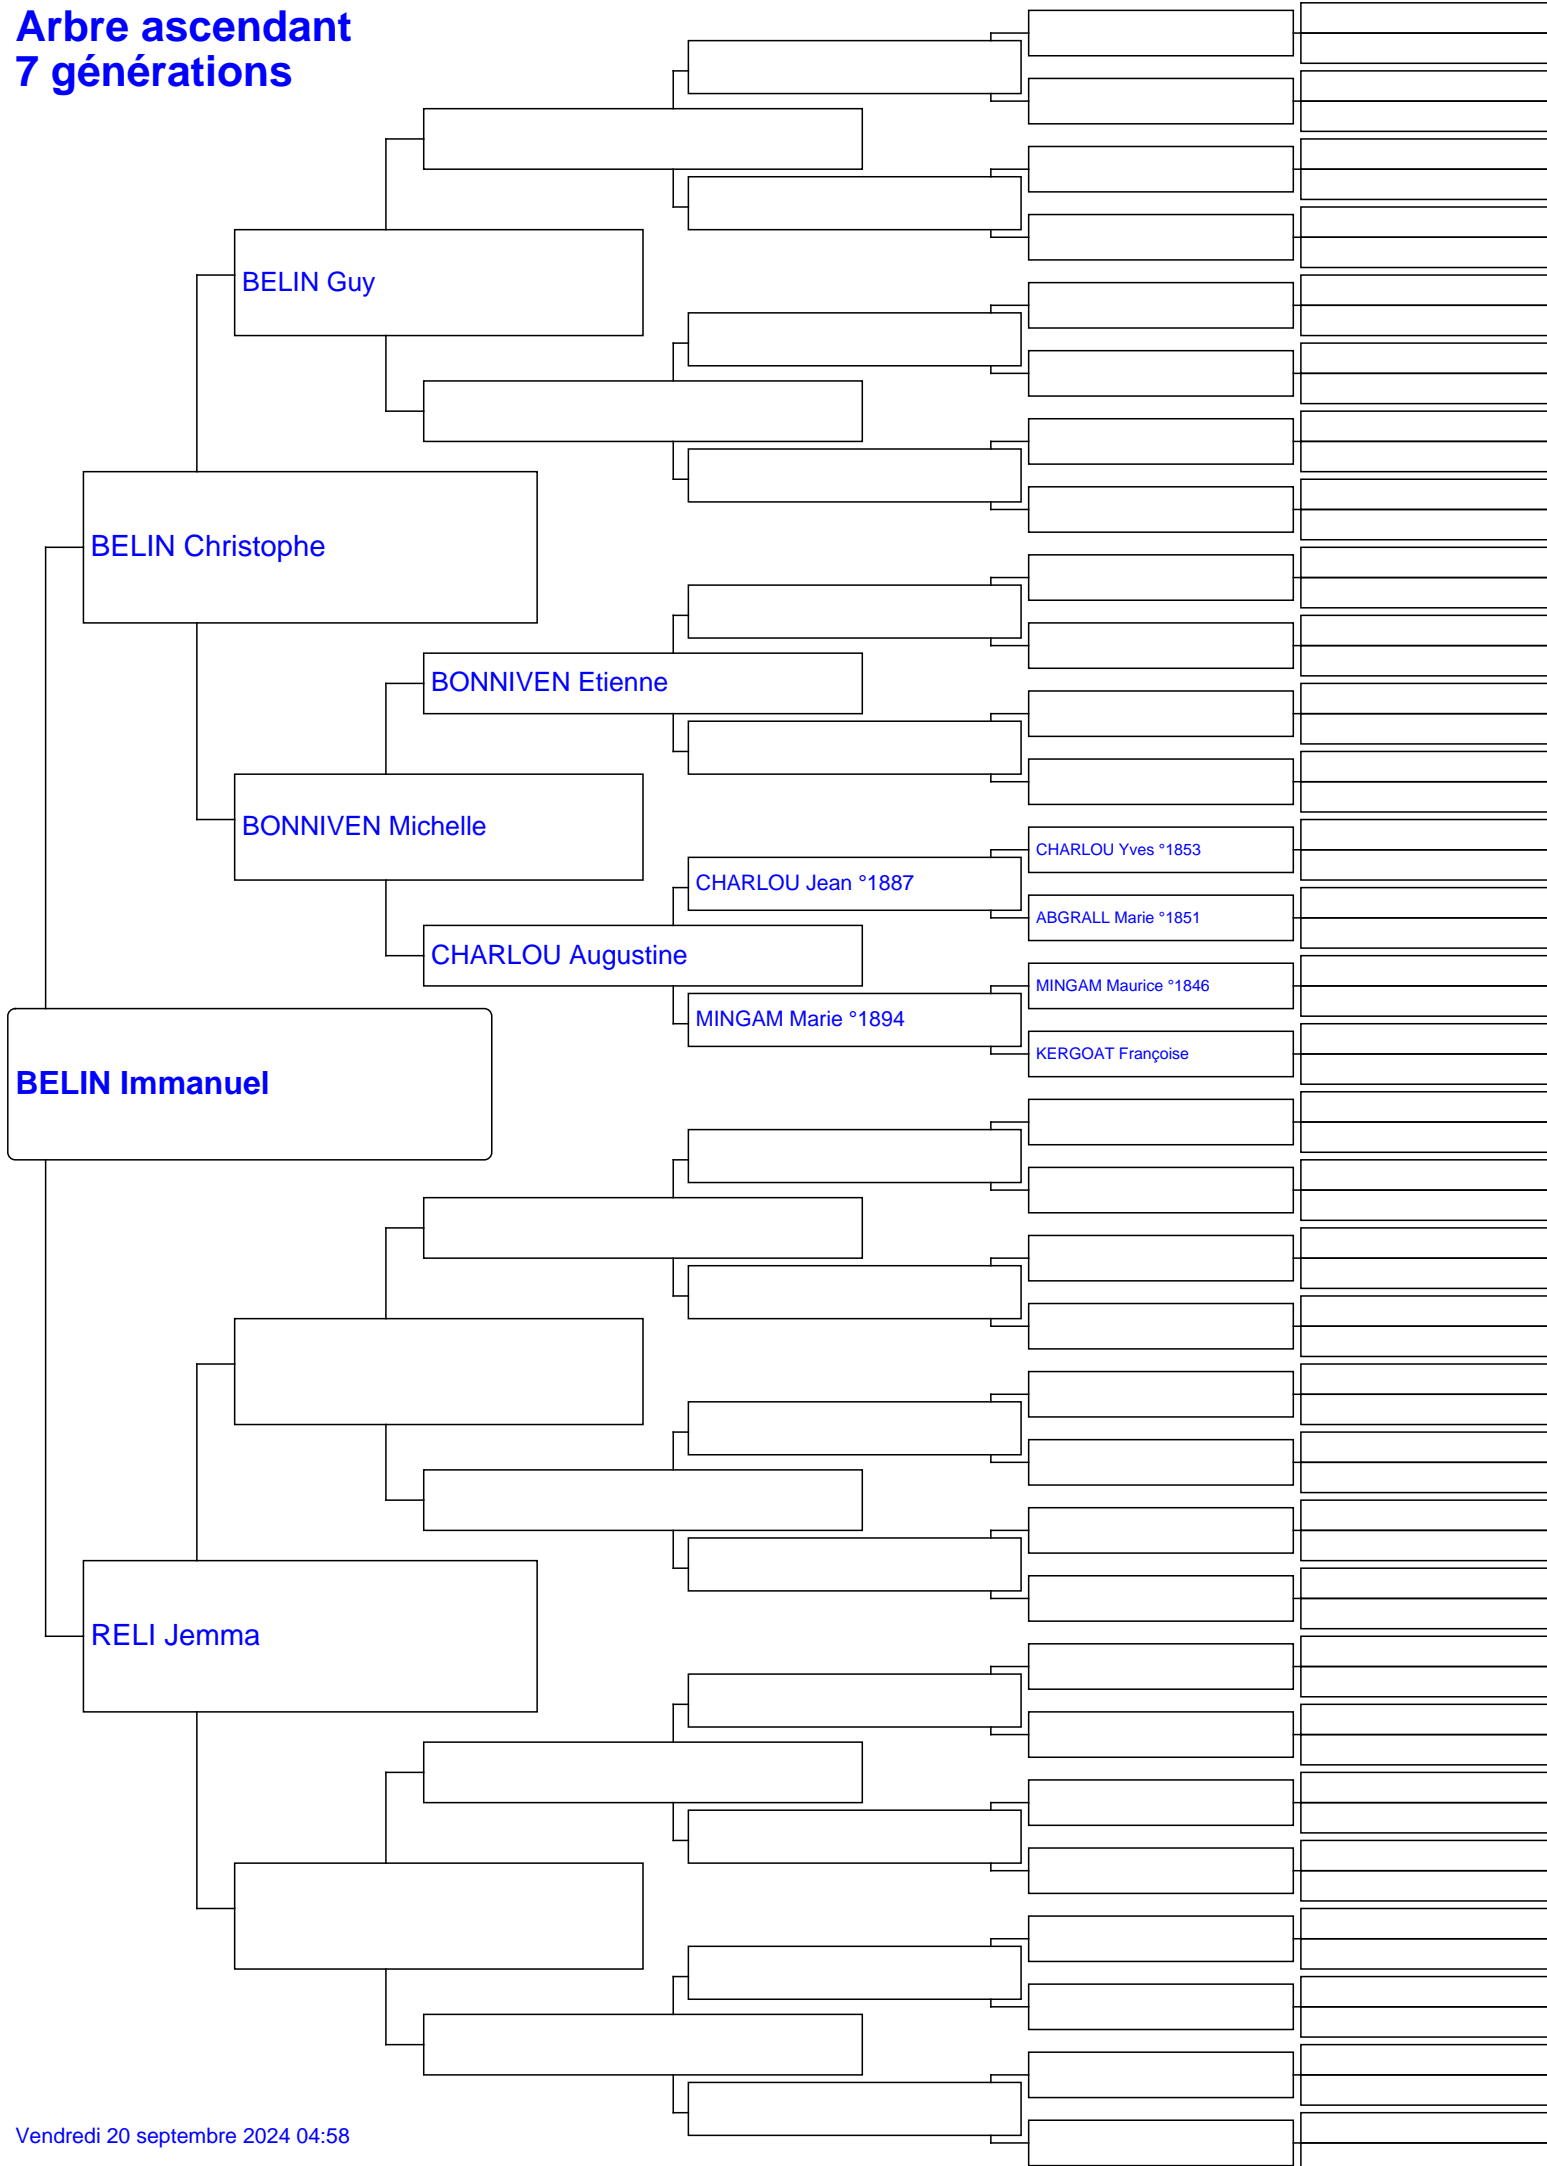 Arbre ascendant
7 générations
BELIN Guy
BELIN Christophe
BONNIVEN Etienne
BONNIVEN Michelle
CHARLOU Yves °1853
CHARLOU Jean °1887
ABGRALL Marie °1851
CHARLOU Augustine
MINGAM Maurice °1846
MINGAM Marie °1894
KERGOAT Françoise
BELIN Immanuel
RELI Jemma
Vendredi 20 septembre 2024 04:58